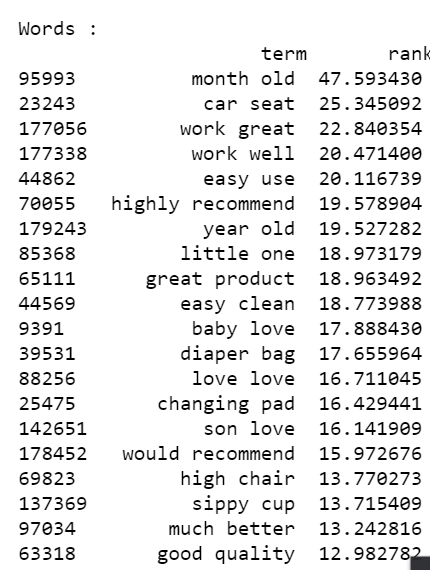 Words :
term rank
95993 month old 47.593430
23243 car seat 25.345092
177056 work great 22.840354
177338 work well 20.471400
44862 easy use 20.116739
70055 highly recommend 19.578904
179243 year old 19.527282
85368 little one 18.973179
65111 great product 18.963492
44569 easy clean 18.773988
9391 baby love 17.888430
39531 diaper bag 17.655964
88256 love love 16.711045
25475 changing pad 16.429441
142651 son love 16.141909
178452 would recommend 15.972676
69823 high chair 13.770273
137369 sippy cup 13.715409
97034 much better 13.242816
63318 good quality 12.982782